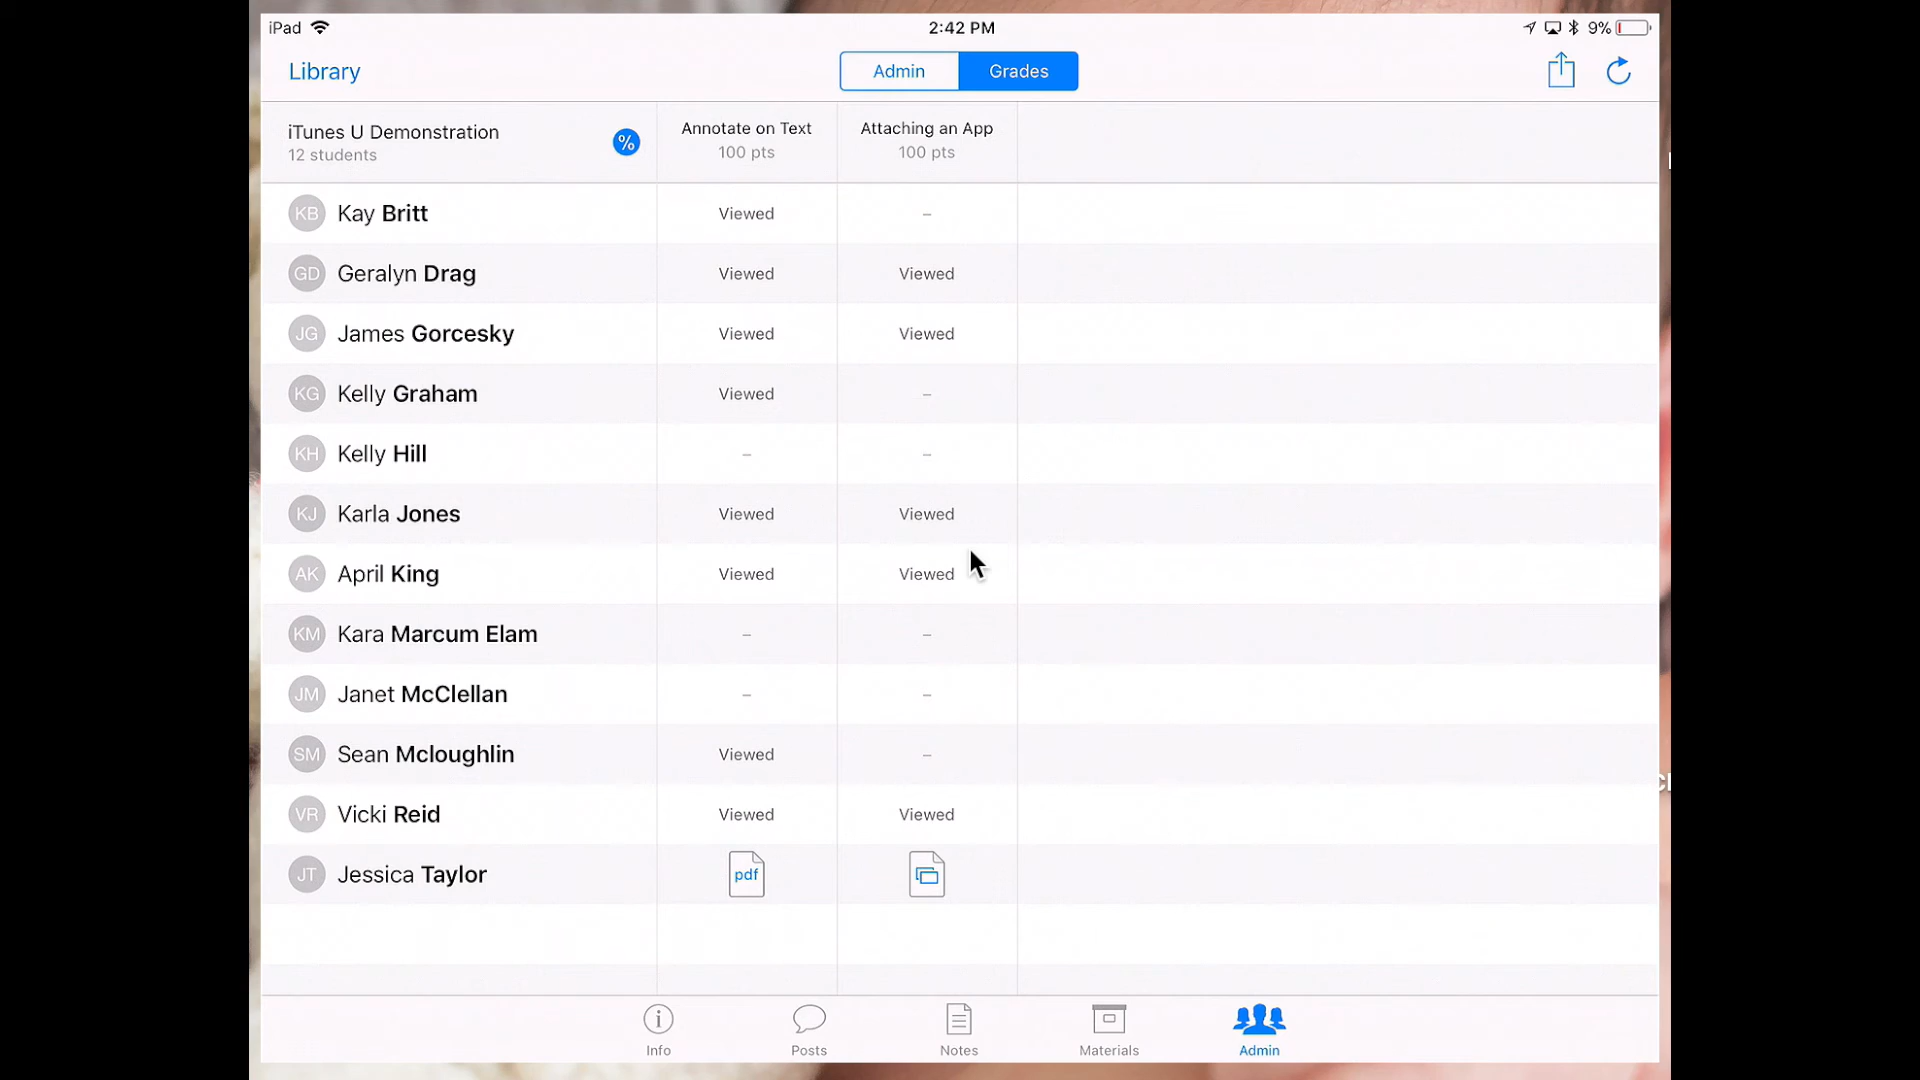 iPad 2:42 PM 9%
Library Admin Grades
iTunes U Demonstration % Annotate on Text Attaching an App
12 students 100 pts 100 pts
KB Kay Britt Viewed –
GD Geralyn Drag Viewed Viewed
JG James Gorcesky Viewed Viewed
KG Kelly Graham Viewed –
KH Kelly Hill – –
KJ Karla Jones Viewed Viewed
AK April King Viewed Viewed
KM Kara Marcum Elam – –
JM Janet McClellan – –
SM Sean Mcloughlin Viewed –
VR Vicki Reid Viewed Viewed
JT Jessica Taylor pdf
Info Posts Notes Materials Admin